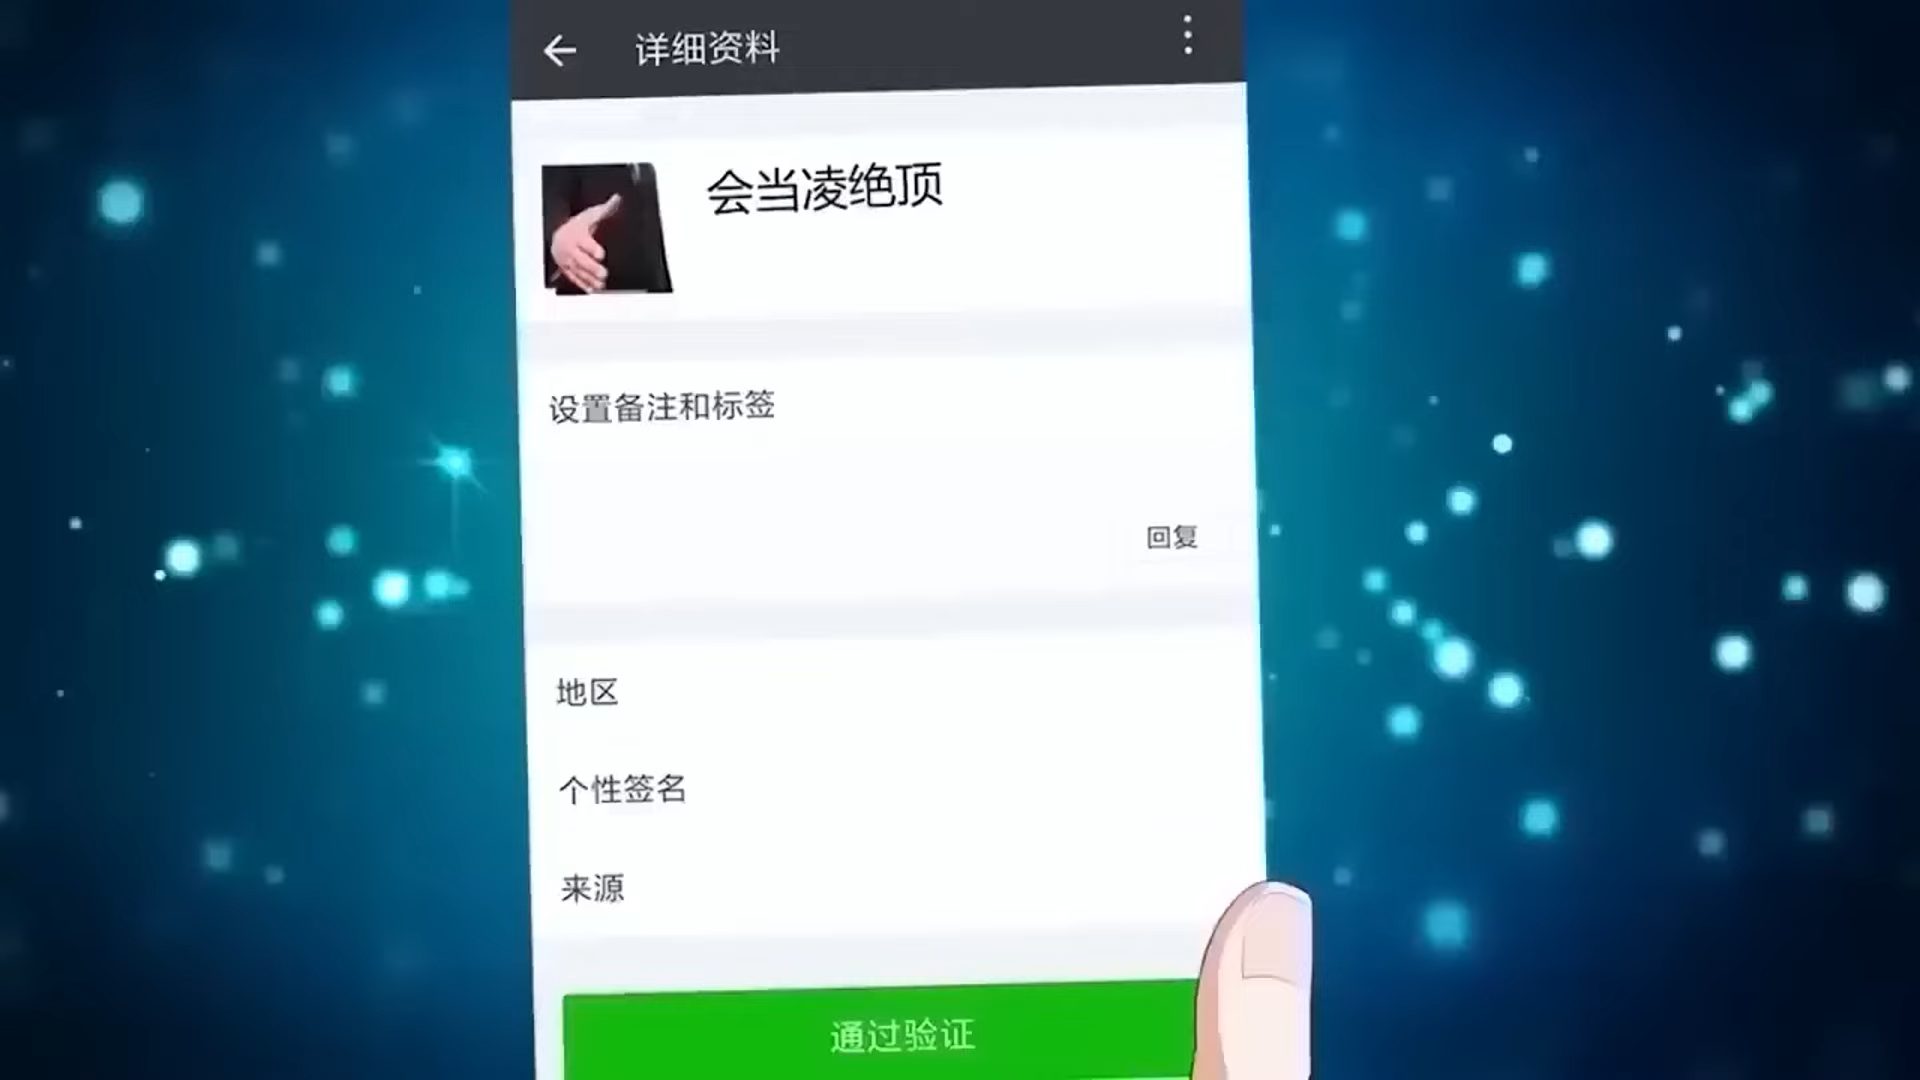 详细资料
会当凌绝顶
设置备注和标签
回复
地区
个性签名
来源
通过验证